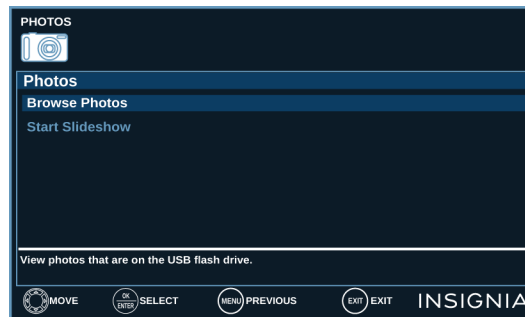 PHOTOS
Photos
Browse Photos
Start Slideshow
View photos that are on the USB flash drive.
MOVE OK ENTER SELECT MENU PREVIOUS EXIT EXIT INSIGNIA